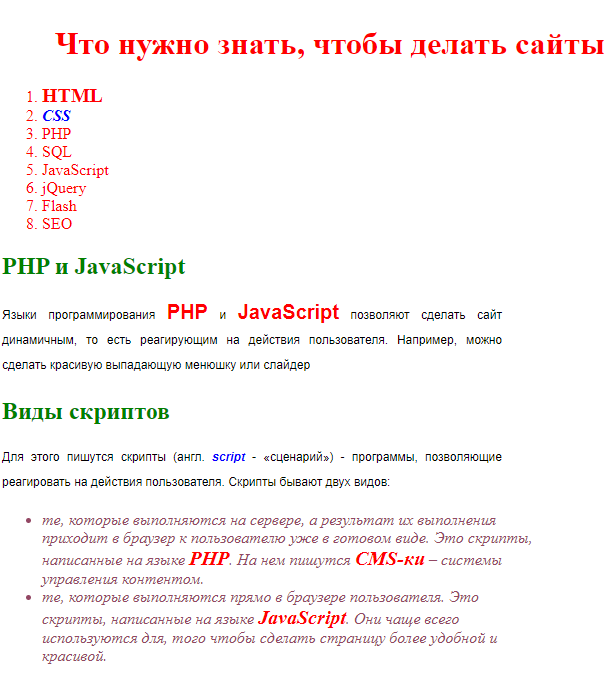 Что нужно знать, чтобы делать сайты
1. HTML
2. CSS
3. PHP
4. SQL
5. JavaScript
6. jQuery
7. Flash
8. SEO
PHP и JavaScript
Языки программирования PHP и JavaScript позволяют сделать сайт
динамичным, то есть реагирующим на действия пользователя. Например, можно
сделать красивую выпадающую менюшку или слайдер
Виды скриптов
Для этого пишутся скрипты (англ. script - «сценарий») - программы, позволяющие
реагировать на действия пользователя. Скрипты бывают двух видов:
• те, которые выполняются на сервере, а результат их выполнения
приходит в браузер к пользователю уже в готовом виде. Это скрипты,
написанные на языке PHP. На нем пишутся CMS-ки – системы
управления контентом.
• те, которые выполняются прямо в браузере пользователя. Это
скрипты, написанные на языке JavaScript. Они чаще всего
используются для, того чтобы сделать страницу более удобной и
красивой.